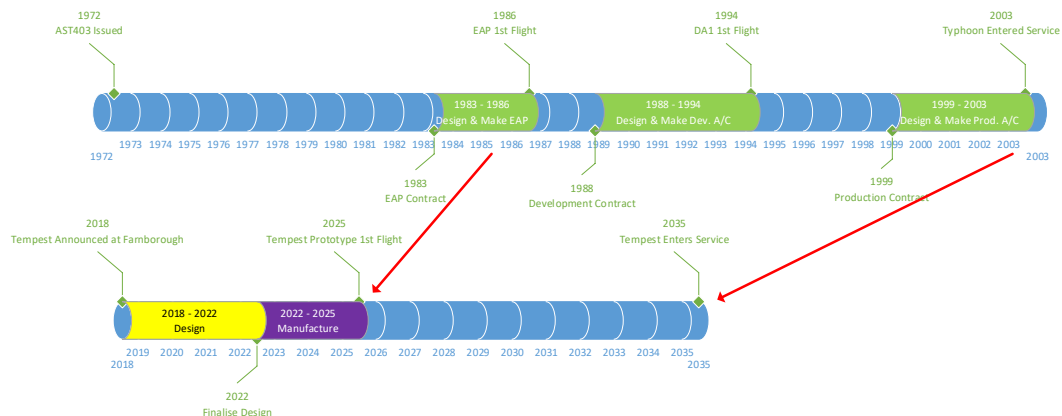 1972
AST403 Issued
1986
EAP 1st Flight
1994
DA1 1st Flight
2003
Typhoon Entered Service
1983 - 1986
Design & Make EAP
1988 - 1994
Design & Make Dev. A/C
1999 - 2003
Design & Make Prod. A/C
1973 1974 1975 1976 1977 1978 1979 1980 1981 1982 1983 1984 1985 1986 1987 1988 1989 1990 1991 1992 1993 1994 1995 1996 1997 1998 1999 2000 2001 2002 2003
1972
2003
1983
EAP Contract
1988
Development Contract
1999
Production Contract
2018
Tempest Announced at Famborough
2025
Tempest Prototype 1st Flight
2035
Tempest Enters Service
2018 - 2022
Design
2022 - 2025
Manufacture
2019 2020 2021 2022 2023 2024 2025 2026 2028 2029 2030 2031 2032 2033 2034 2035 2035
2018
2035
2022
Finalise Design